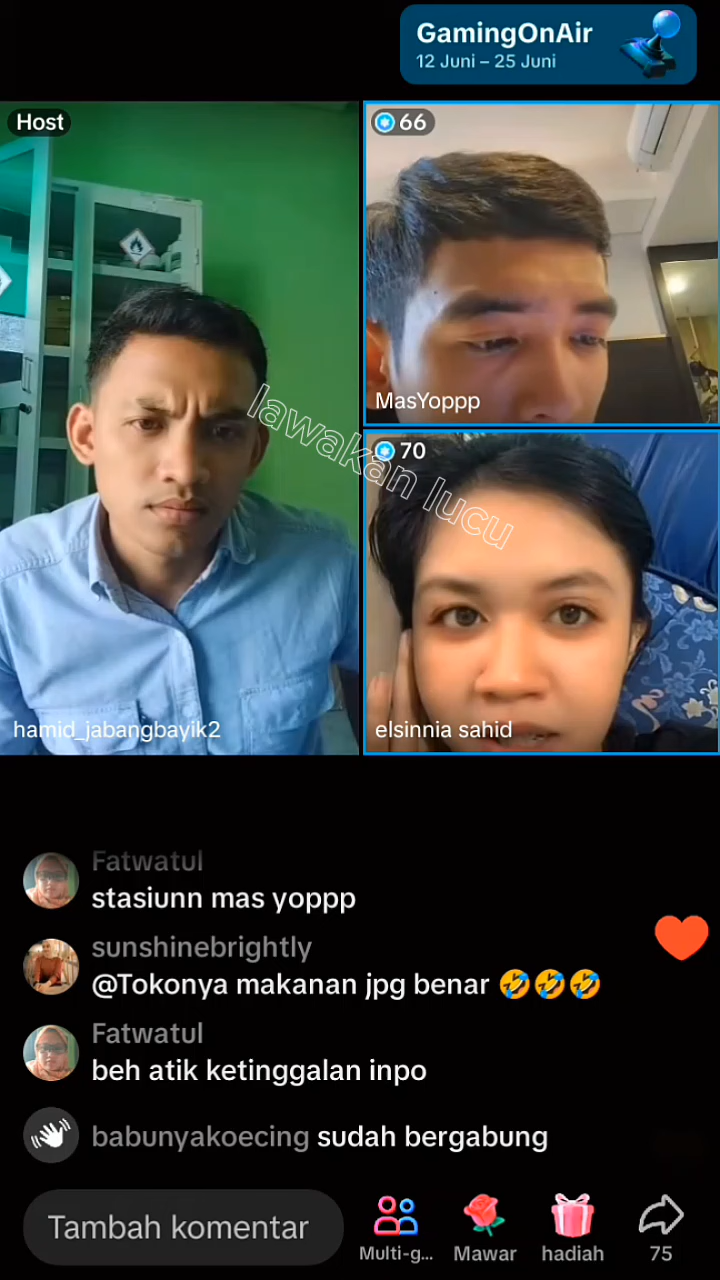 GamingOnAir
12 Juni – 25 Juni
Host
66
MasYoppp
lawakan lucu
70
hamid_jabangbayik2
elsinnia sahid
Fatwatul
stasiunn mas yoppp
sunshinebrightly
@Tokonya makanan jpg benar 🤣🤣🤣
Fatwatul
beh atik ketinggalan inpo
babunyakoecing sudah bergabung
Tambah komentar
Multi-g...
Mawar
hadiah
75